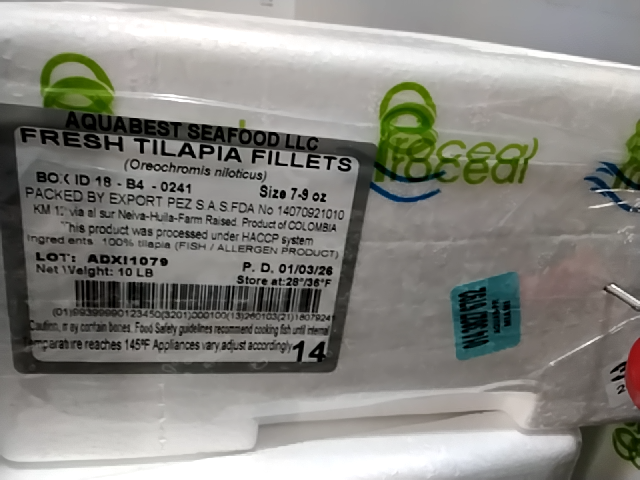 AQUABEST SEAFOOD LLC
FRESH TILAPIA FILLETS
(Oreochromis niloticus)
BOX ID 18 - B4 - 0241
Size 7-9 oz
PACKED BY EXPORT PEZ S.A.S.FDA No 14070921010
via al sur Neiva-Huila-Farm Raised. Product of COLOMBIA
This product was processed under HACCP system
Ingredients 100% tilapia (FISH / ALLERGEN PRODUCT)
LOT: ADXI1079
P. D. 01/03/26
Net Weight: 10 LB
Store at:28°/36°F
Caution, may contain bones. Food Safety guidelines recommend cooking fish until internal
Temparature reaches 145ºF Appliances vary,adjust accordingly
14